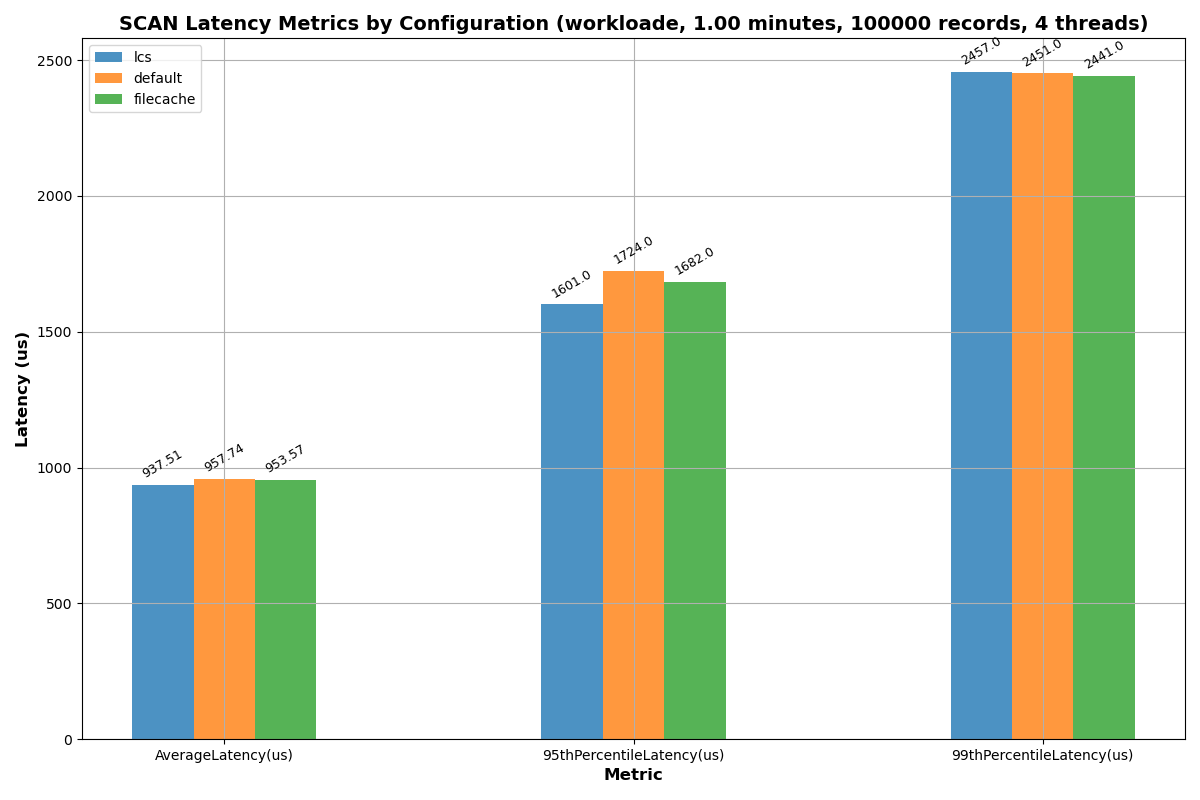 SCAN Latency Metrics by Configuration (workloade, 1.00 minutes, 100000 records, 4 threads)
lcs
default
filecache
Latency (us)
2500
2000
1500
1000
500
0
937.51
957.74
953.57
1601.0
1724.0
1682.0
2457.0
2451.0
2441.0
AverageLatency(us)
95thPercentileLatency(us)
99thPercentileLatency(us)
Metric